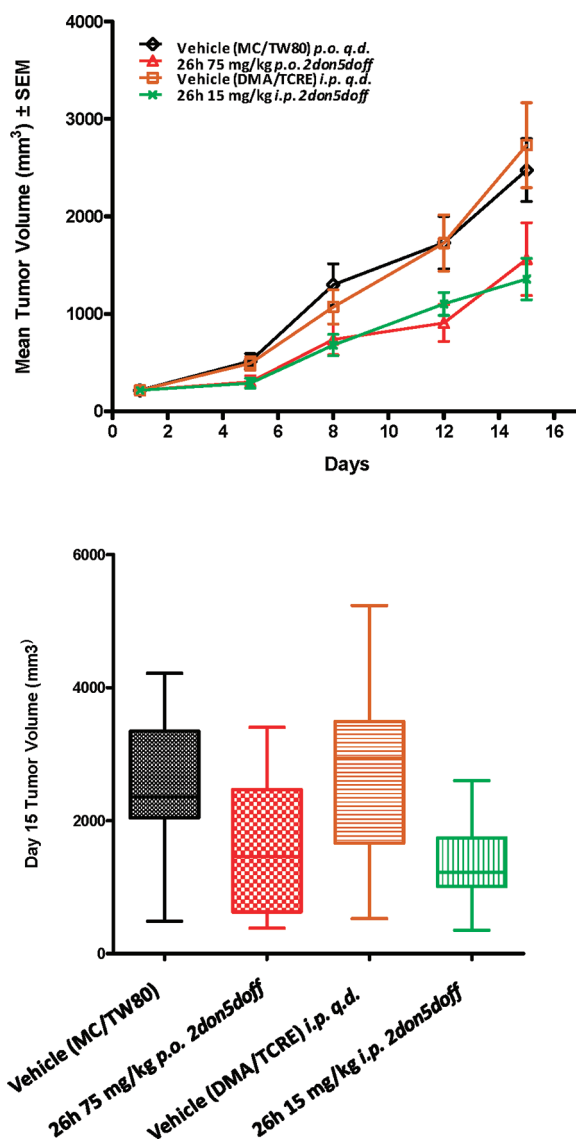 4000
3000
2000
1000
0
Mean Tumor Volume (mm³) ± SEM
Vehicle (MC/TW80) p.o. q.d.
26h 75 mg/kg p.o. 2don5doff
Vehicle (DMA/TCRE) i.p. q.d.
26h 15 mg/kg i.p. 2don5doff
0 2 4 6 8 10 12 14 16
Days
6000
4000
2000
0
Day 15 Tumor Volume (mm3)
Vehicle (MC/TW80)
26h 75 mg/kg p.o. 2don5doff
Vehicle (DMA/TCRE) i.p. q.d.
26h 15 mg/kg i.p. 2don5doff